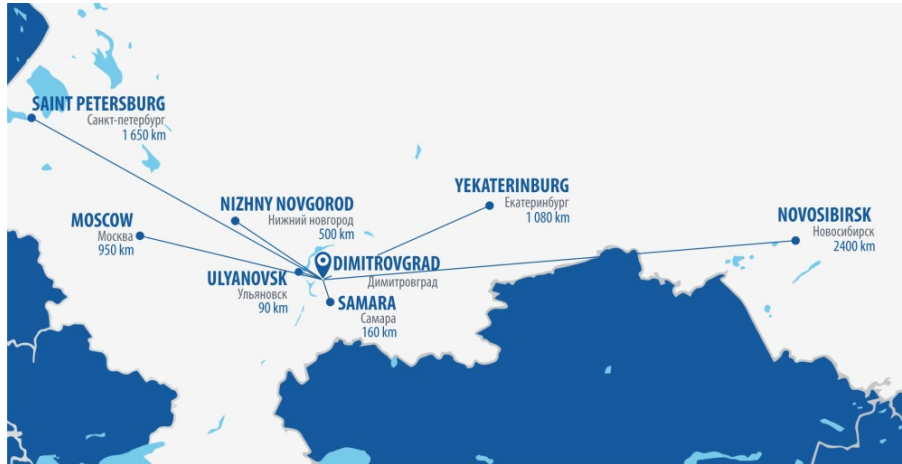 SAINT PETERSBURG
Санкт-петербург
1 650 km
MOSCOW
Москва
950 km
NIZHNY NOVGOROD
Нижний новгород
500 km
ULYANOVSK
Ульяновск
90 km
DIMITROVGRAD
Димитровград
SAMARA
Самара
160 km
YEKATERINBURG
Екатеринбург
1 080 km
NOVOSIBIRSK
Новосибирск
2400 km